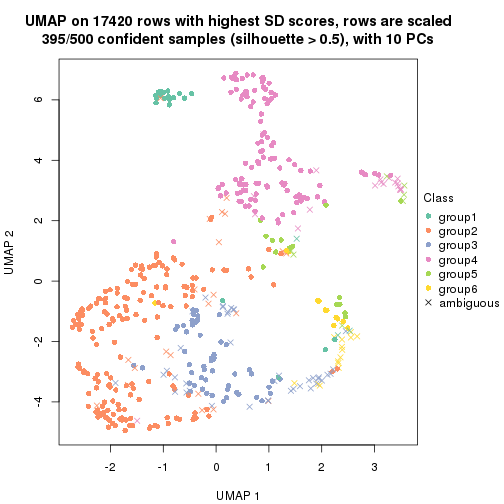 UMAP on 17420 rows with highest SD scores, rows are scaled
395/500 confident samples (silhouette > 0.5), with 10 PCs
6
4
2
0
-2
-4
UMAP 2
-2
-1
0
1
2
3
UMAP 1
Class
group1
group2
group3
group4
group5
group6
ambiguous